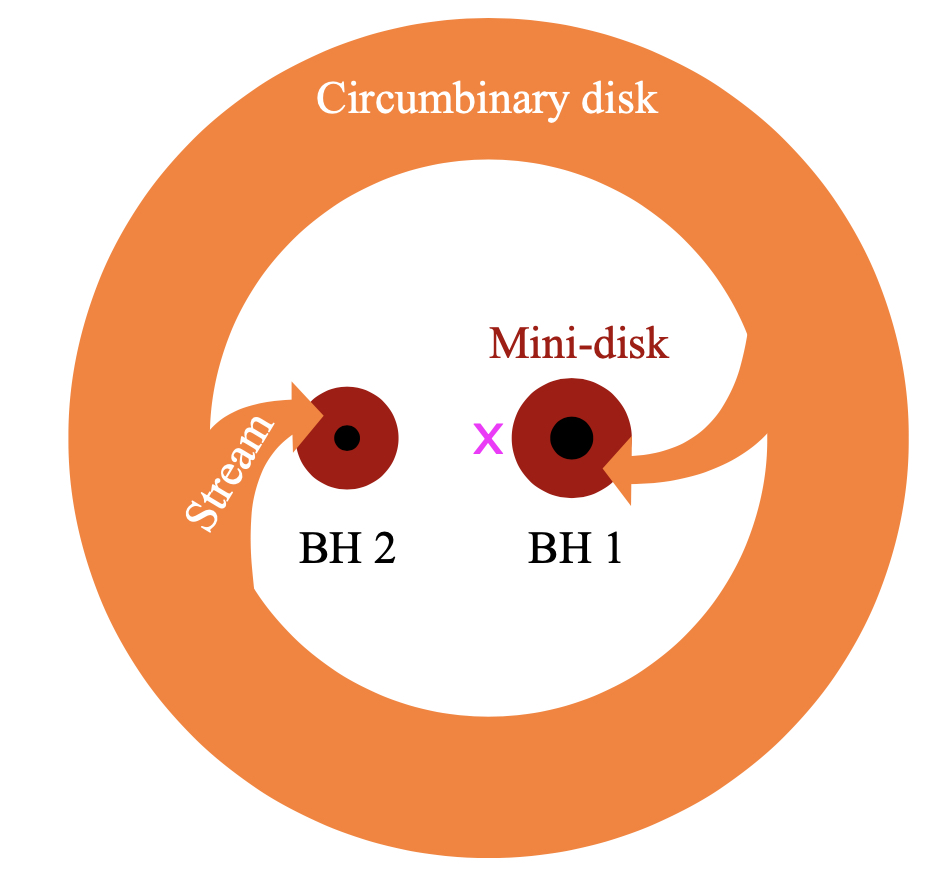 Circumbinary disk
Mini-disk
x
Stream
BH 2
BH 1